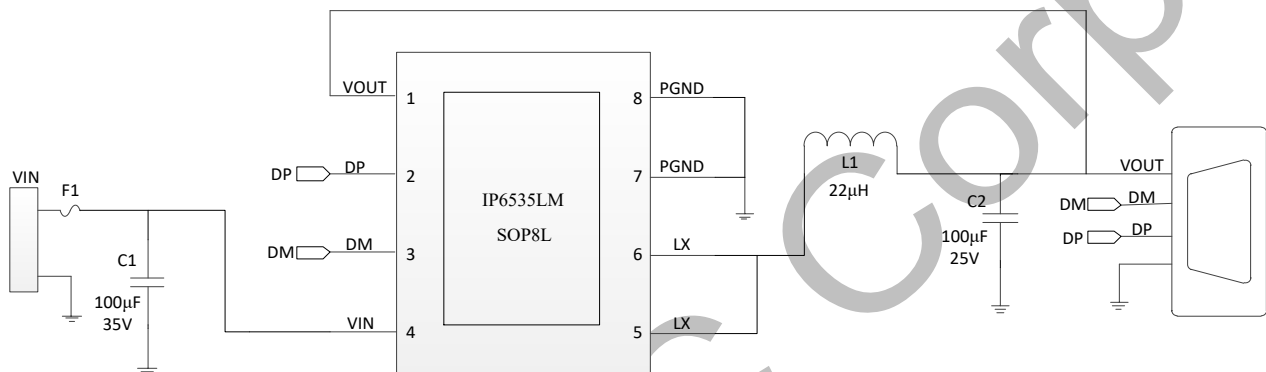 VOUT
1
DP
DP
2
DM
DM
3
VIN
4
IP6535LM
SOP8L
8
PGND
7
PGND
6
LX
5
LX
VIN
F1
C1
100μF
35V
L1
22μH
C2
100μF
25V
VOUT
DM
DM
DP
DP
C Corp